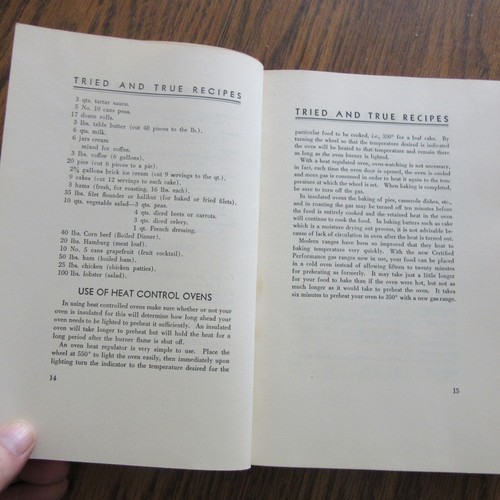 TRIED AND TRUE RECIPES
3 qts. tartar sauce.
5 No. 10 cans peas.
17 dozen rolls.
3 lbs. table butter (cut 48 pieces to the lb.).
6 qts. milk.
6 jars cream
mixed for coffee.
3 lbs. coffee (6 gallons).
20 pies (cut 6 pieces to a pie).
2¾ gallons brick ice cream (cut 9 servings to the qt.).
9 cakes (cut 12 servings to each cake).
3 hams (fresh, for roasting, 16 lbs. each).
35 lbs. filet flounder or halibut (for baked or fried filets).
10 qts. vegetable salad—3 qts. peas.
4 qts. diced beets or carrots.
3 qts. diced celery.
1 qt. French dressing.
40 lbs. Corn beef (Boiled Dinner).
20 lbs. Hamburg (meat loaf).
10 No. 5 cans grapefruit (fruit cocktail).
50 lbs. ham (boiled ham).
25 lbs. chicken (chicken patties).
100 lbs. lobster (salad).
USE OF HEAT CONTROL OVENS
In using heat controlled ovens make sure whether or not your
oven is insulated for this will determine how long ahead your
oven needs to be lighted to preheat it sufficiently. An insulated
oven will take longer to preheat but will hold the heat for a
long period after the burner flame is shut off.
An oven heat regulator is very simple to use. Place the
wheel at 550° to light the oven easily, then immediately upon
lighting turn the indicator to the temperature desired for the
14
TRIED AND TRUE RECIPES
particular food to be cooked, i.e., 350° for a loaf cake. By
turning the wheel so that the temperature desired is indicated
the oven will be heated to that temperature and remain there
as long as the oven burner is lighted.
With a heat regulated oven, oven-watching is not necessary,
in fact, each time the oven door is opened, the oven is cooled
and more gas is consumed in order to heat it again to the tem-
perature at which the wheel is set. When baking is completed,
be sure to turn off oven.
In insulated ovens the baking of pies, casserole dishes, etc.,
and in roasting the gas may be turned off ten minutes before
the food is entirely cooked and the retained heat in the oven
will continue to cook the food. In baking butter cakes or such
which is a moisture drying out process, it is not advisable be-
cause of lack of circulation in oven after the heat is turned out.
Modern ranges have been so improved that they heat to
baking temperature very quickly. With the new Certified
Performance gas ranges now in use, your food can be placed
in a cold oven instead of allowing fifteen to twenty minutes
for preheating as formerly. It may take just a little longer
for your food to bake than if the oven were hot, but not as
much longer as it would take to preheat the oven. It takes
six minutes to preheat your oven to 350° with a new gas range.
15